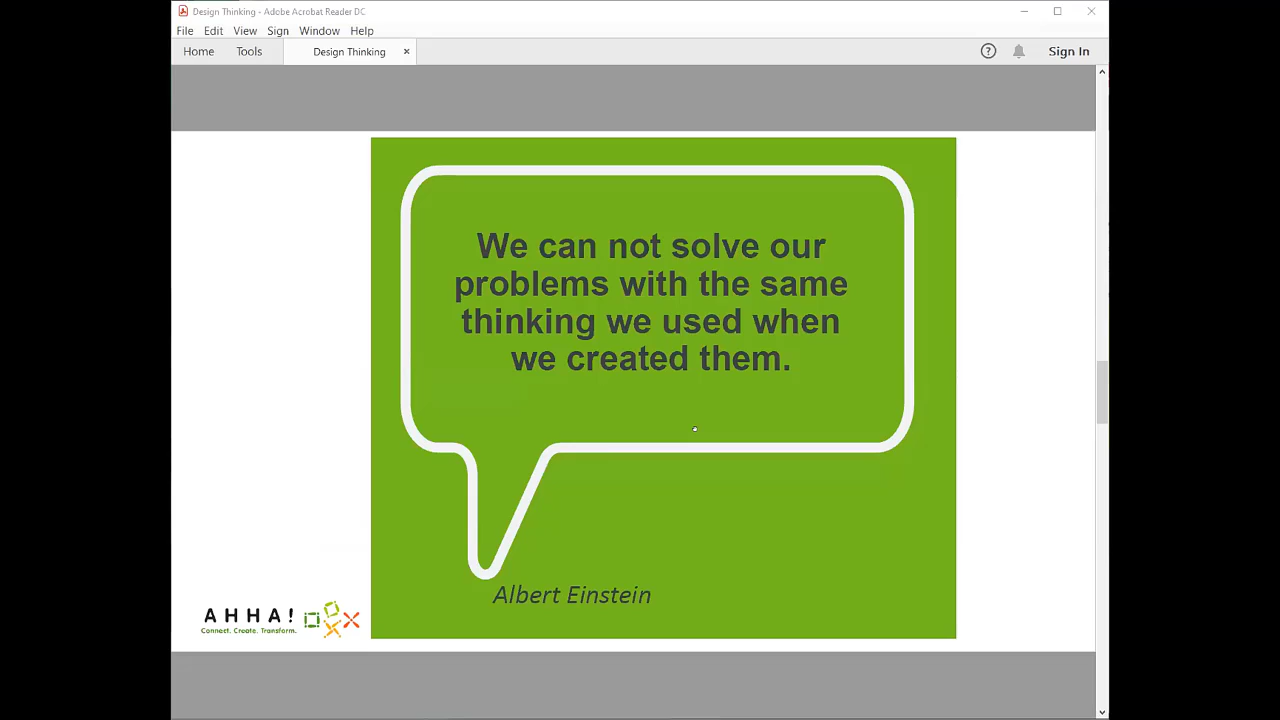 Design Thinking - Adobe Acrobat Reader DC
File Edit View Sign Window Help
Home Tools Design Thinking × ? Sign In
We can not solve our
problems with the same
thinking we used when
we created them.
Albert Einstein
AHHA!
Connect. Create. Transform.